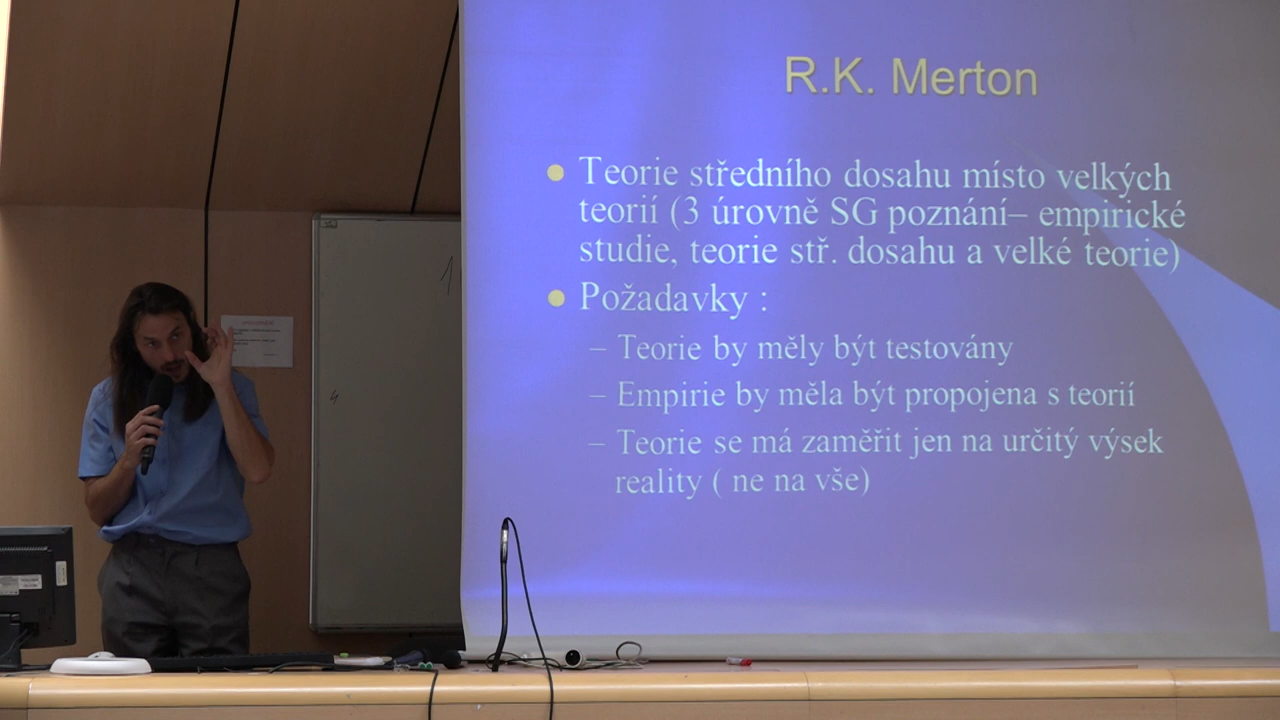 R.K. Merton
Teorie středního dosahu místo velkých
teorií (3 úrovně SG poznání– empirické
studie, teorie stř. dosahu a velké teorie)
Požadavky :
– Teorie by měly být testovány
– Empirie by měla být propojena s teorií
– Teorie se má zaměřit jen na určitý výsek
reality ( ne na vše)